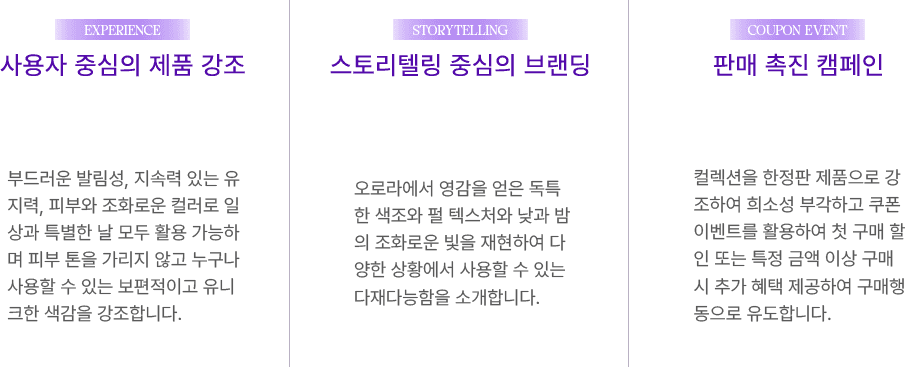 EXPERIENCE
사용자 중심의 제품 강조
부드러운 발림성, 지속력 있는 유
지력, 피부와 조화로운 컬러로 일
상과 특별한 날 모두 활용 가능하
며 피부 톤을 가리지 않고 누구나
사용할 수 있는 보편적이고 유니
크한 색감을 강조합니다.
STORYTELLING
스토리텔링 중심의 브랜딩
오로라에서 영감을 얻은 독특
한 색조와 펄 텍스처와 낮과 밤
의 조화로운 빛을 재현하여 다
양한 상황에서 사용할 수 있는
다재다능함을 소개합니다.
COUPON EVENT
판매 촉진 캠페인
컬렉션을 한정판 제품으로 강
조하여 희소성 부각하고 쿠폰
이벤트를 활용하여 첫 구매 할
인 또는 특정 금액 이상 구매
시 추가 혜택 제공하여 구매행
동으로 유도합니다.